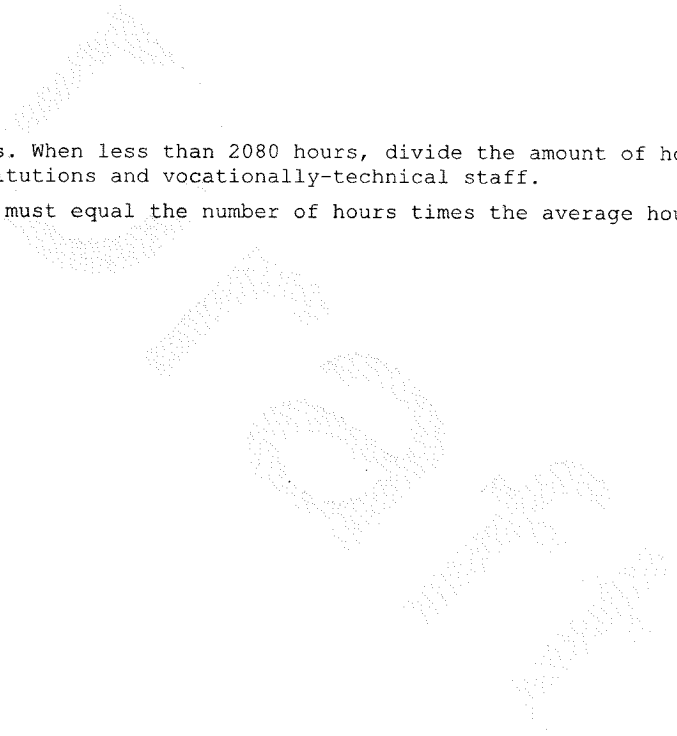 s. When less than 2080 hours, divide the amount of ho
itutions and vocationally-technical staff.
must equal the number of hours times the average hou
Draft